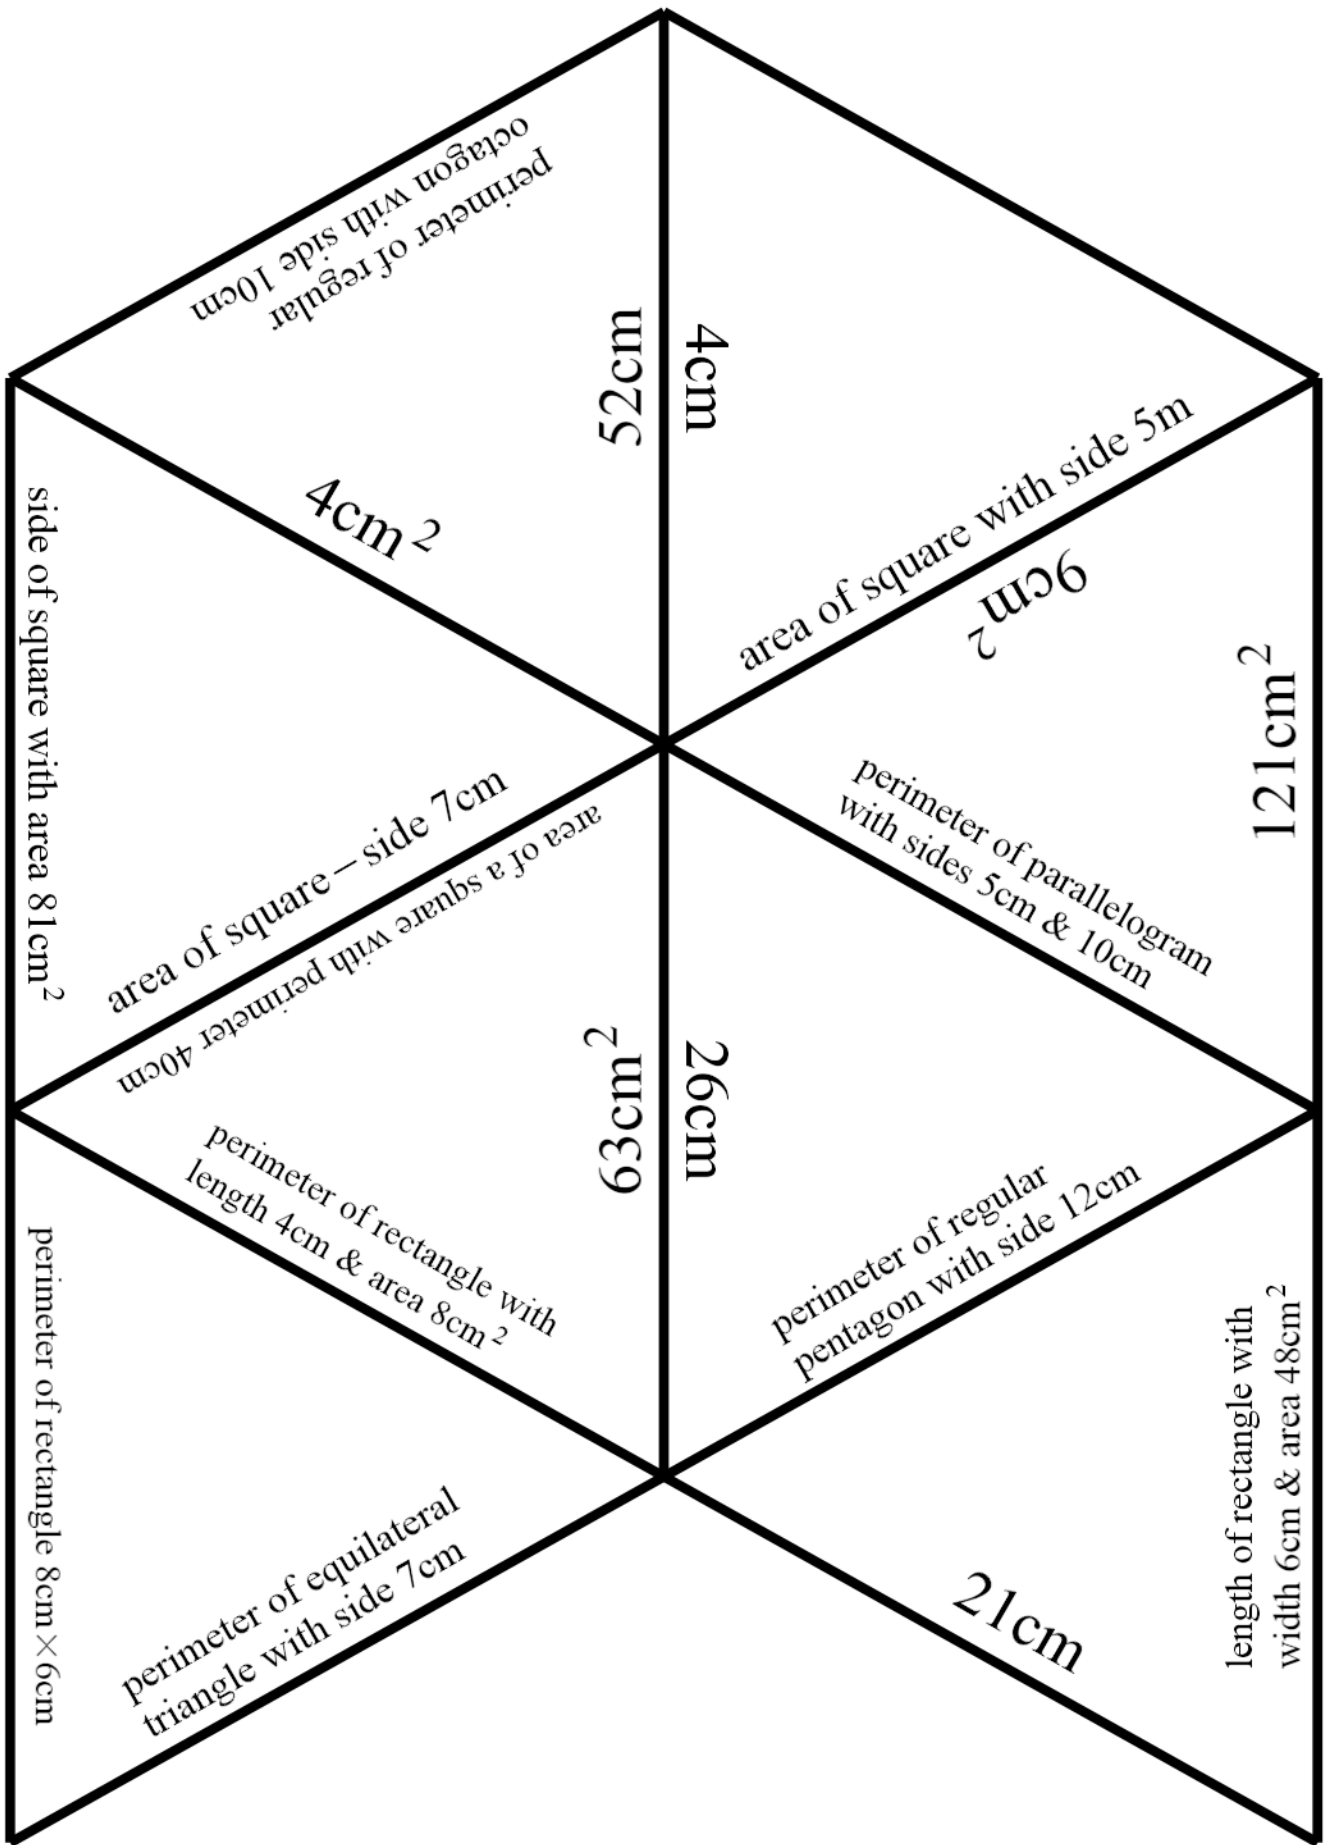 octagon with side 10cm
perimeter of regular
52cm
4cm
4cm²
area of square with side 5m
9cm²
side of square with area 81cm²
121cm²
area of square – side 7cm
area of a square with perimeter 40cm
perimeter of parallelogram
with sides 5cm & 10cm
63cm²
26cm
perimeter of rectangle with
length 4cm & area 8cm²
perimeter of regular
pentagon with side 12cm
perimeter of rectangle 8cm×6cm
length of rectangle with
width 6cm & area 48cm²
perimeter of equilateral
triangle with side 7cm
21cm